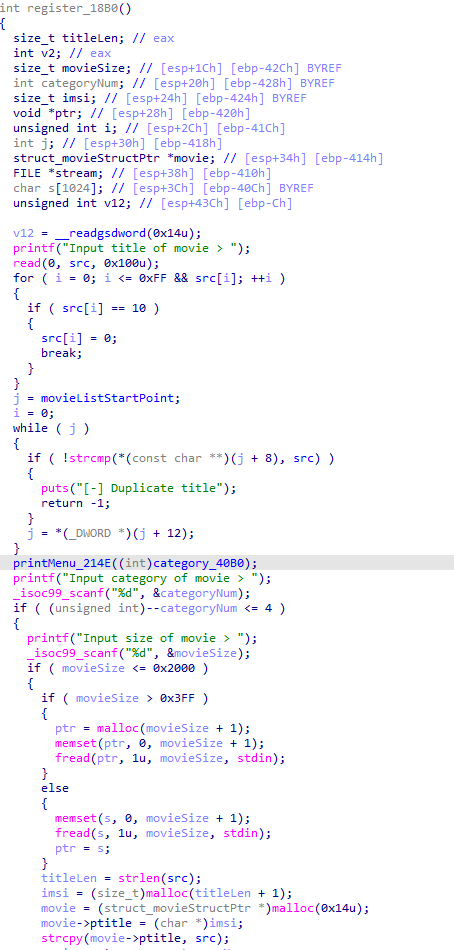 int register_18B0()
{
size_t titleLen; // eax
int v2; // eax
size_t movieSize; // [esp+1Ch] [ebp-42Ch] BYREF
int categoryNum; // [esp+20h] [ebp-428h] BYREF
size_t imsi; // [esp+24h] [ebp-424h] BYREF
void *ptr; // [esp+28h] [ebp-420h]
unsigned int i; // [esp+2Ch] [ebp-41Ch]
int j; // [esp+30h] [ebp-418h]
struct_movieStructPtr *movie; // [esp+34h] [ebp-414h]
FILE *stream; // [esp+38h] [ebp-410h]
char s[1024]; // [esp+3Ch] [ebp-40Ch] BYREF
unsigned int v12; // [esp+43Ch] [ebp-Ch]
v12 = __readgsdword(0x14u);
printf("Input title of movie > ");
read(0, src, 0x100u);
for ( i = 0; i <= 0xFF && src[i]; ++i )
{
if ( src[i] == 10 )
{
src[i] = 0;
break;
}
}
j = movieListStartPoint;
i = 0;
while ( j )
{
if ( !strcmp(*(const char **)(j + 8), src) )
{
puts("[-] Duplicate title");
return -1;
}
j = *(_DWORD *)(j + 12);
}
printMenu_214E((int)category_40B0);
printf("Input category of movie > ");
_isoc99_scanf("%d", &categoryNum);
if ( (unsigned int)--categoryNum <= 4 )
{
printf("Input size of movie > ");
_isoc99_scanf("%d", &movieSize);
if ( movieSize <= 0x2000 )
{
if ( movieSize > 0x3FF )
{
ptr = malloc(movieSize + 1);
memset(ptr, 0, movieSize + 1);
fread(ptr, 1u, movieSize, stdin);
}
else
{
memset(s, 0, movieSize + 1);
fread(s, 1u, movieSize, stdin);
ptr = s;
}
titleLen = strlen(src);
imsi = (size_t)malloc(titleLen + 1);
movie = (struct_movieStructPtr *)malloc(0x14u);
movie->ptitle = (char *)imsi;
strcpy(movie->ptitle, src);